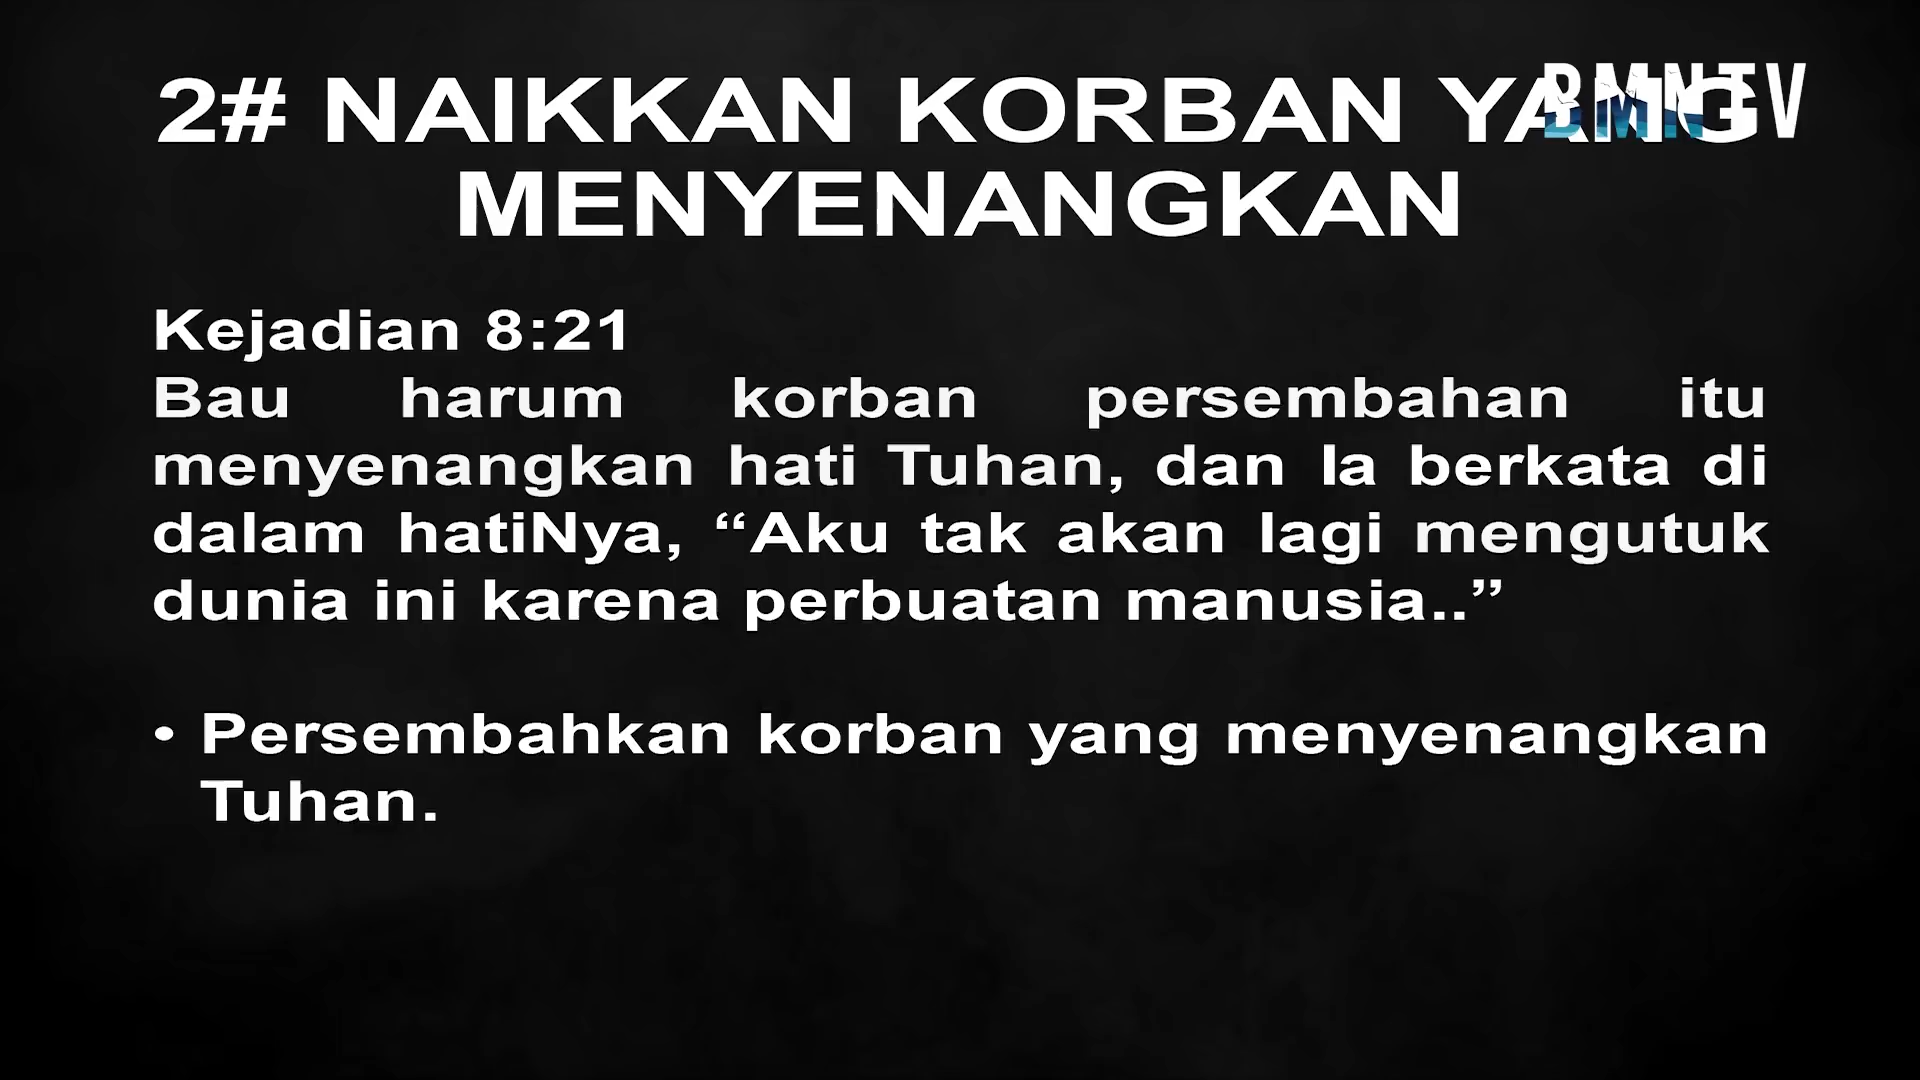 2# NAIKKAN KORBAN YANG
BMNTV
MENYENANGKAN
Kejadian 8:21
Bau harum korban persembahan itu
menyenangkan hati Tuhan, dan Ia berkata di
dalam hatiNya, “Aku tak akan lagi mengutuk
dunia ini karena perbuatan manusia..”
• Persembahkan korban yang menyenangkan
Tuhan.